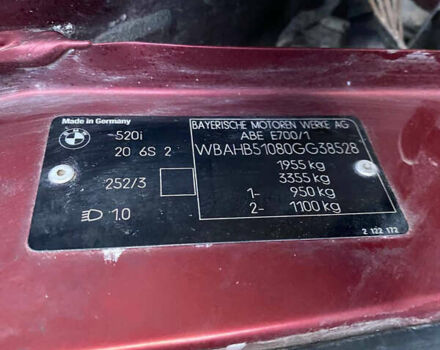 Made in Germany
BMW
-520i
20 6S 2
252/3
1.0
BAYERISCHE MOTOREN WERKE AG
ABE E700/1
WBAHB51080GG38528
1955 kg
3355 kg
1- 950 kg
2- 1100 kg
2 122 172